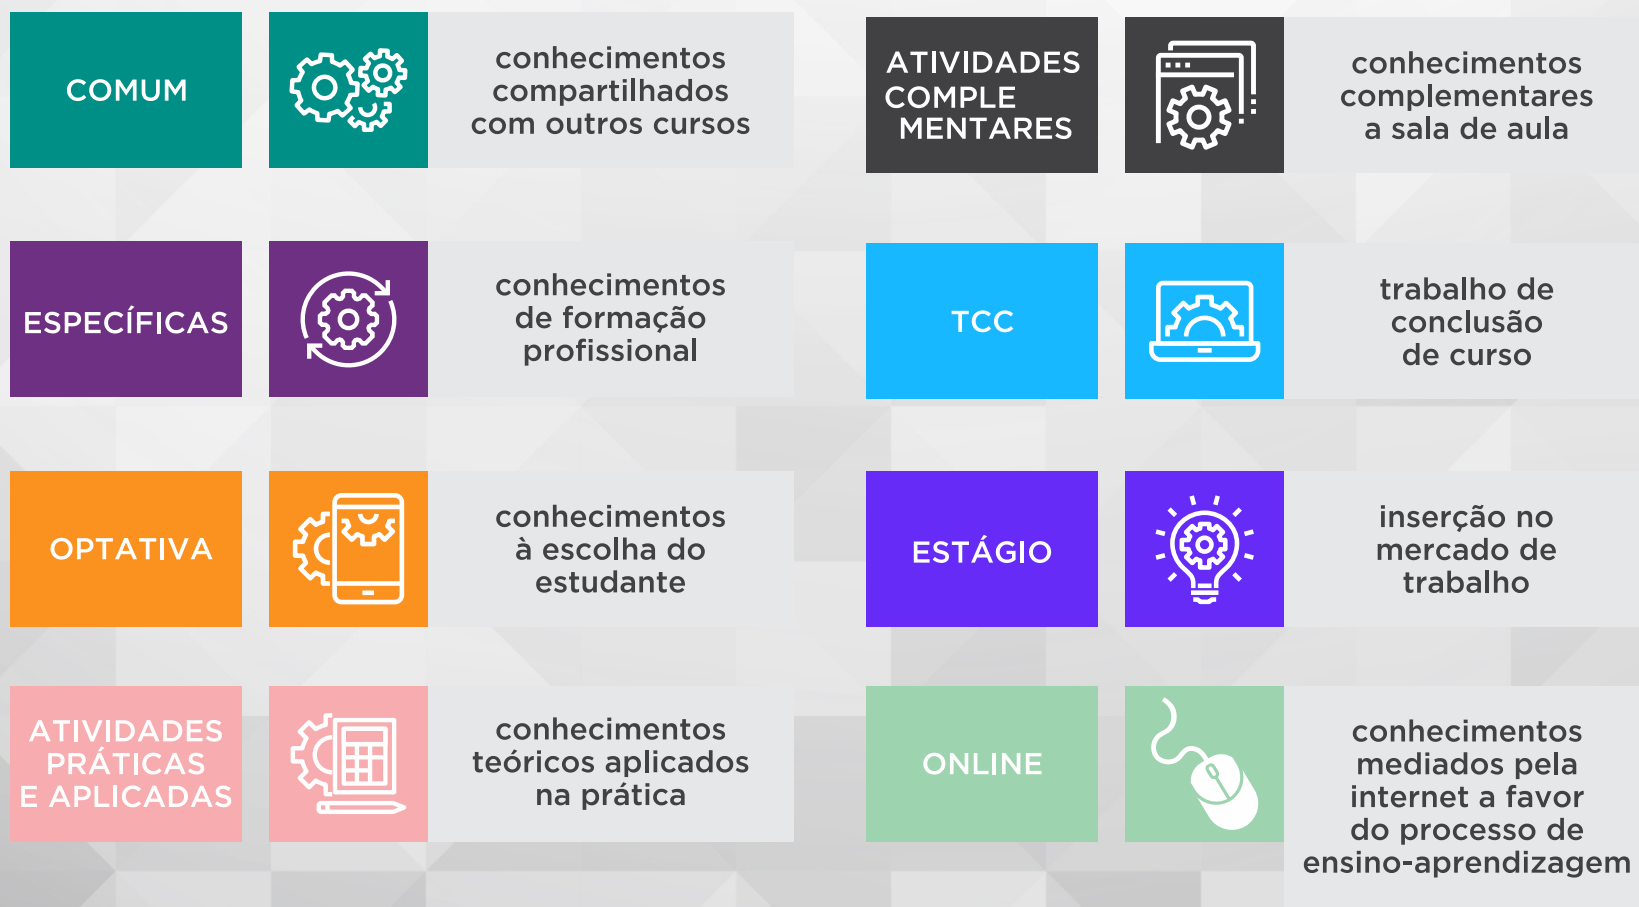 COMUM
conhecimentos
compartilhados
com outros cursos
ATIVIDADES
COMPLE
MENTARES
conhecimentos
complementares
a sala de aula
ESPECÍFICAS
conhecimentos
de formação
profissional
TCC
trabalho de
conclusão
de curso
OPTATIVA
conhecimentos
à escolha do
estudante
ESTÁGIO
inserção no
mercado de
trabalho
ATIVIDADES
PRÁTICAS
E APLICADAS
conhecimentos
teóricos aplicados
na prática
ONLINE
conhecimentos
mediados pela
internet a favor
do processo de
ensino-aprendizagem